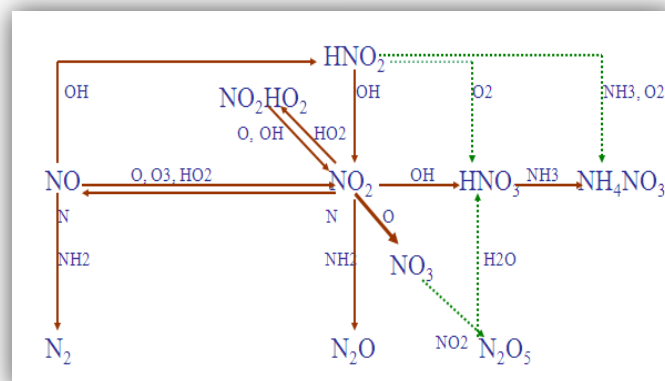 HNO₂
OH
NO₂HO₂
OH
O2
NH3, O2
O, OH
HO2
NO
O, O3, HO2
NO₂
OH
HNO₃
NH3
NH₄NO₃
N
N
O
NH2
NH2
NO₃
H2O
N₂
N₂O
NO2
N₂O₅